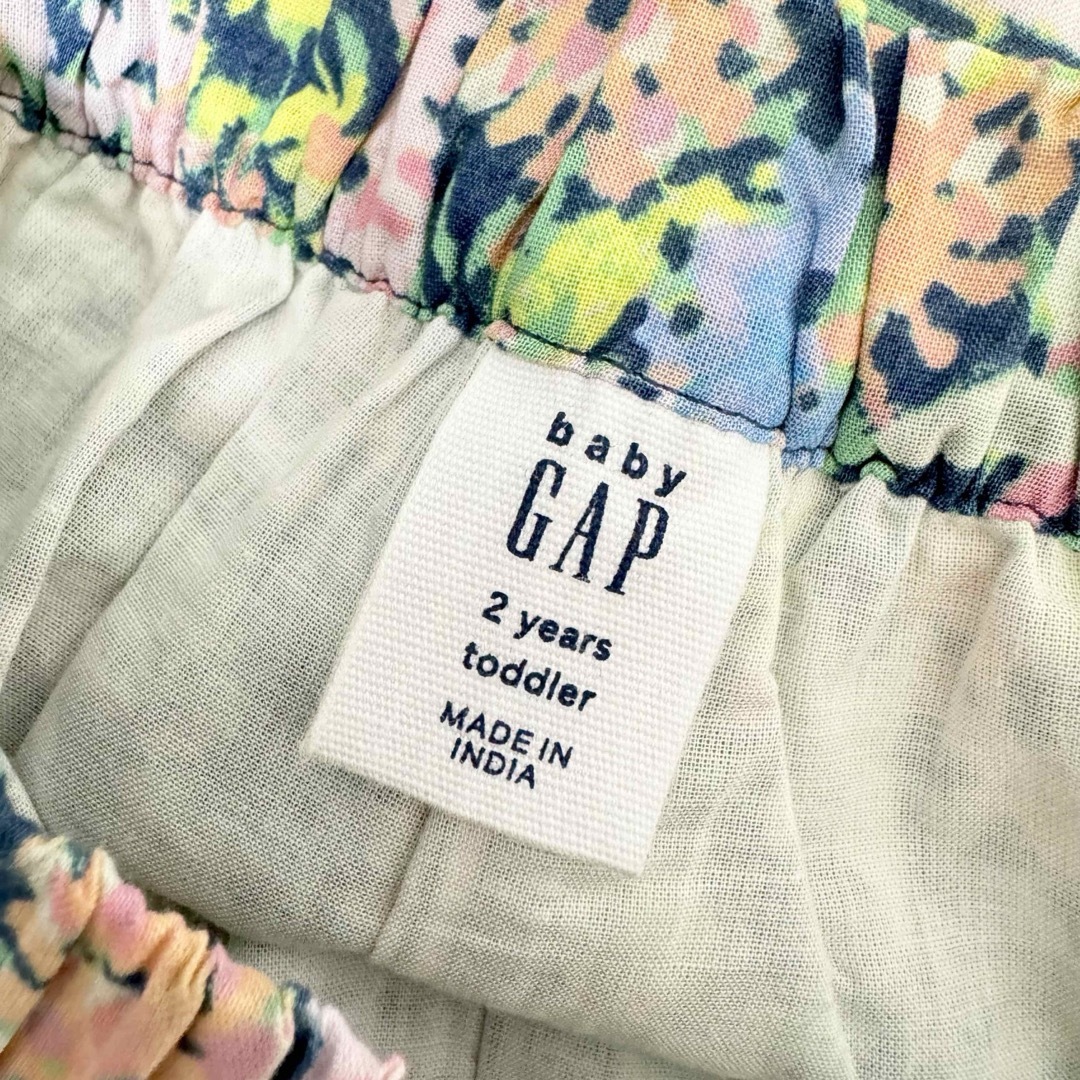 baby
GAP
2 years
toddler
MADE IN
INDIA